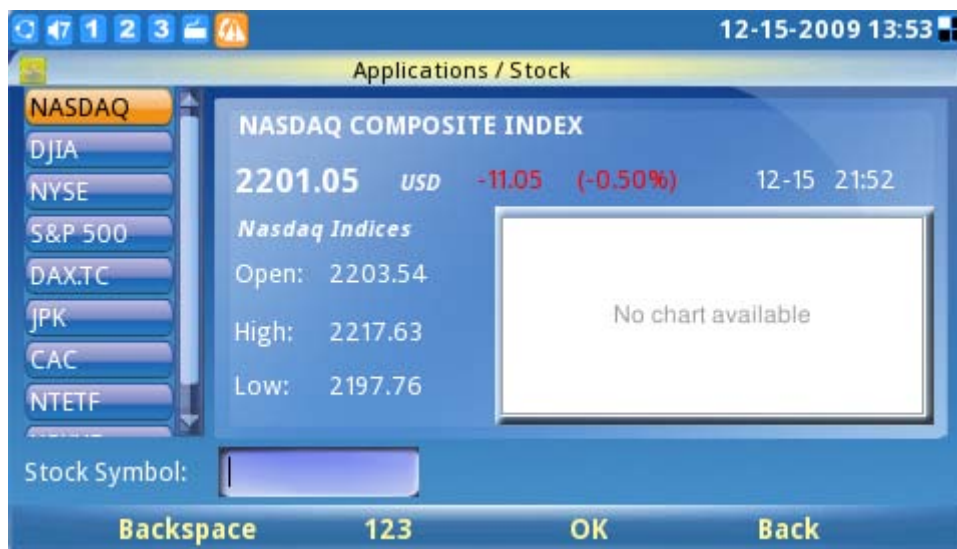 7 1 2 3 12-15-2009 13:53
Applications / Stock
NASDAQ
DJIA
NYSE
S&P 500
DAX.TC
JPK
CAC
NTETF
NASDAQ COMPOSITE INDEX
2201.05 USD -11.05 (-0.50%) 12-15 21:52
Nasdaq Indices
Open: 2203.54
High: 2217.63
Low: 2197.76
No chart available
Stock Symbol:
Backspace 123 OK Back